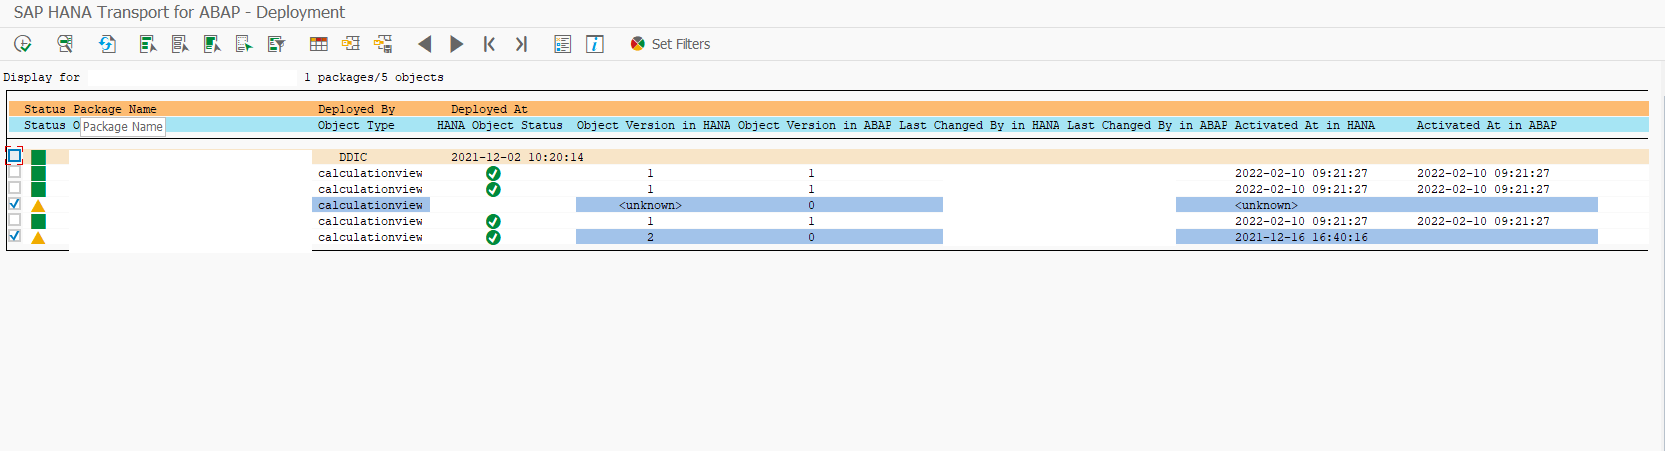 SAP HANA Transport for ABAP - Deployment
Set Filters
Display for 1 packages/5 objects
Status Package Name Deployed By Deployed At
Status O Package Name Object Type HANA Object Status Object Version in HANA Object Version in ABAP Last Changed By in HANA Last Changed By in ABAP Activated At in HANA Activated At in ABAP
DDIC 2021-12-02 10:20:14
calculationview 1 1 2022-02-10 09:21:27 2022-02-10 09:21:27
calculationview 1 1 2022-02-10 09:21:27 2022-02-10 09:21:27
calculationview <unknown> 0 <unknown>
calculationview 1 1 2022-02-10 09:21:27 2022-02-10 09:21:27
calculationview 2 0 2021-12-16 16:40:16